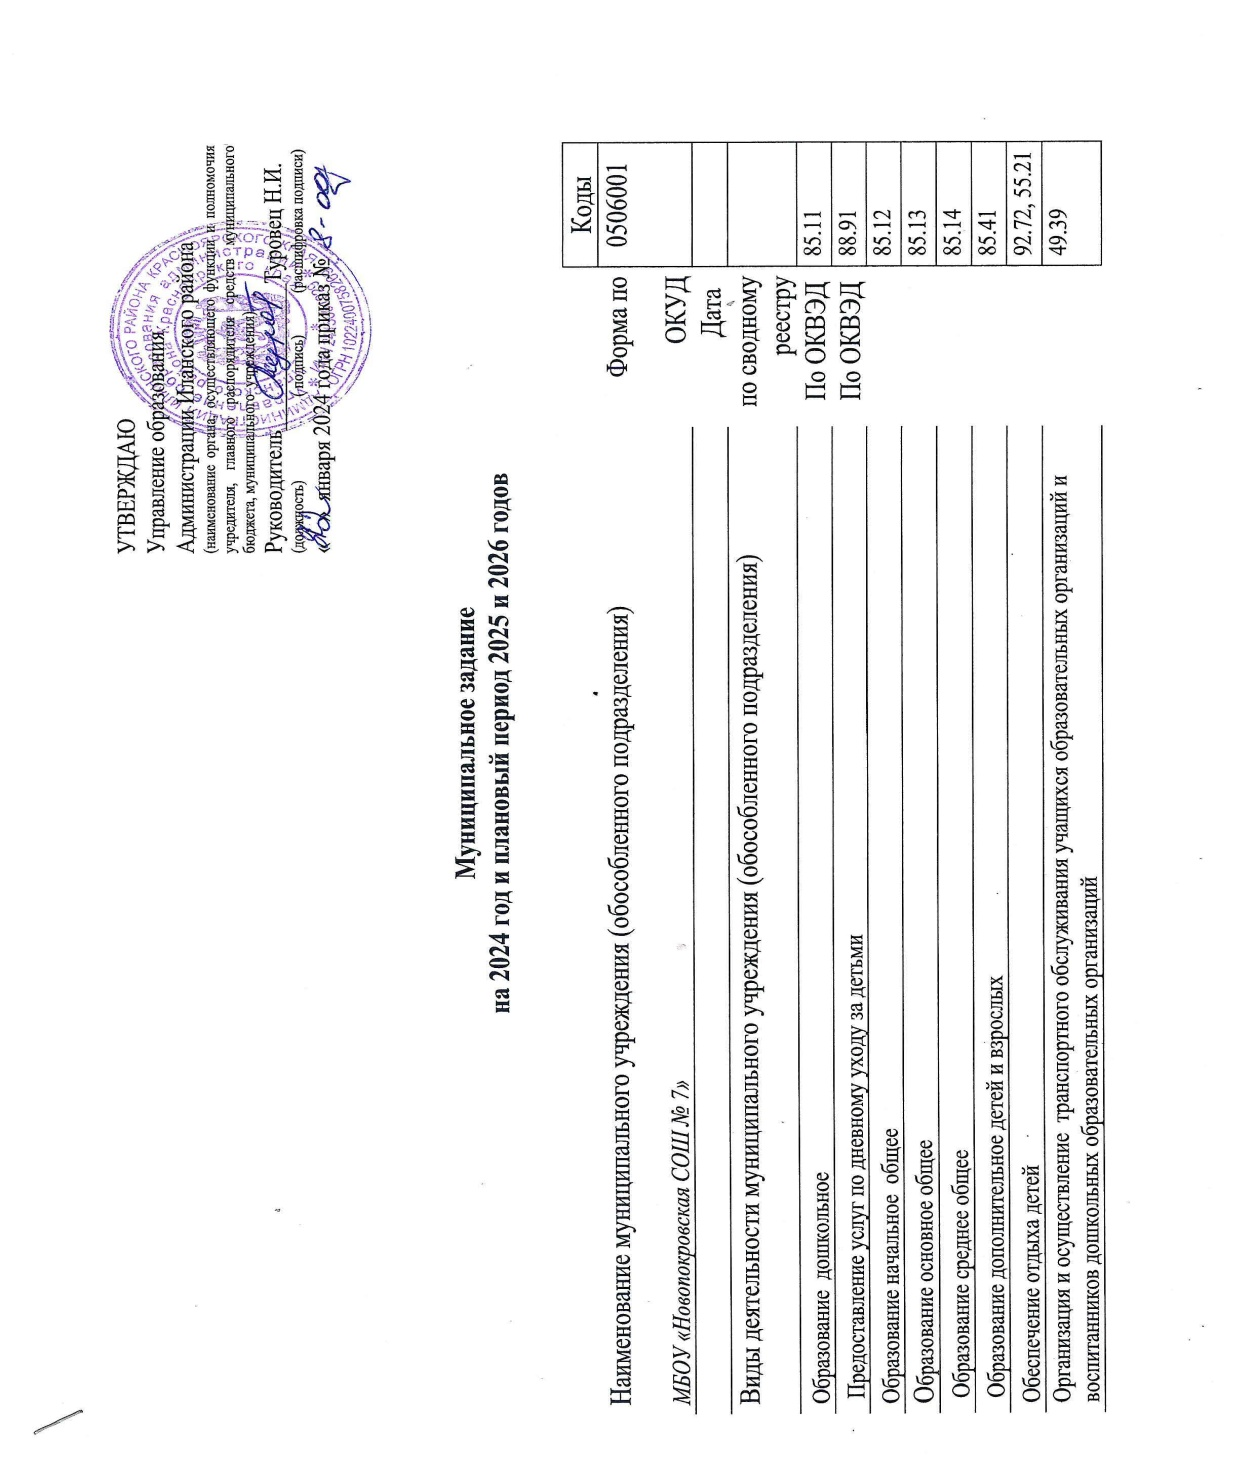 УТВЕРЖДАЮ
Управление образования
Администрации Иланского района
(наименование органа, осуществляющего функции и полномочия
учредителя, главного распорядителя средств муниципального
бюджета, муниципального учреждения)
Руководитель Туровец Н.И.
(должность) (подпись) (расшифровка подписи)
января 2024 года приказ № 8-
Муниципальное задание
на 2024 год и плановый период 2025 и 2026 годов
Коды
Наименование муниципального учреждения (обособленного подразделения) Форма по 0506001
МБОУ «Новопокровская СОШ № 7» ОКУД
Дата
Виды деятельности муниципального учреждения (обособленного подразделения) по сводному
реестру
Образование дошкольное По ОКВЭД 85.11
Предоставление услуг по дневному уходу за детьми По ОКВЭД 88.91
Образование начальное общее 85.12
Образование основное общее 85.13
Образование среднее общее 85.14
Образование дополнительное детей и взрослых 85.41
Обеспечение отдыха детей 92.72, 55.21
Организация и осуществление транспортного обслуживания учащихся образовательных организаций и 49.39
воспитанников дошкольных образовательных организаций